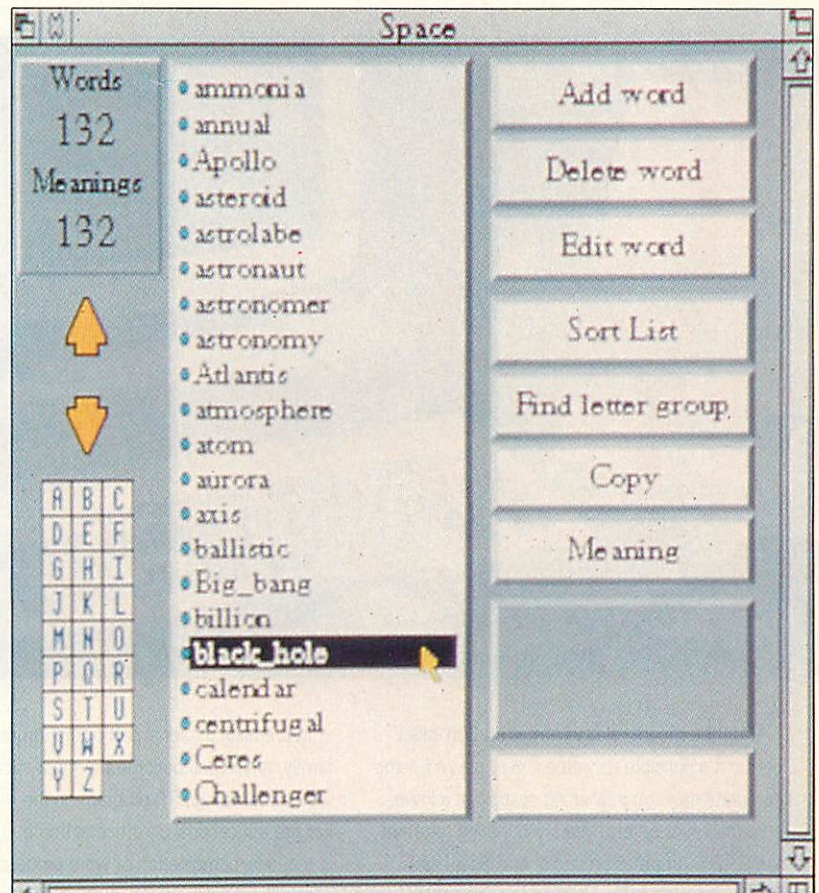 Space
Words
132
Meanings
132
ammonia
annual
Apollo
asteroid
astrolabe
astronaut
astronomer
astronomy
Atlantis
atmosphere
atom
aurora
axis
ballistic
Big_bang
billion
black_hole
calendar
centrifugal
Ceres
Challenger
Add word
Delete word
Edit word
Sort List
Find letter group
Copy
Meaning
A B C
D E F
G H I
J K L
M N O
P Q R
S T U
V W X
Y Z